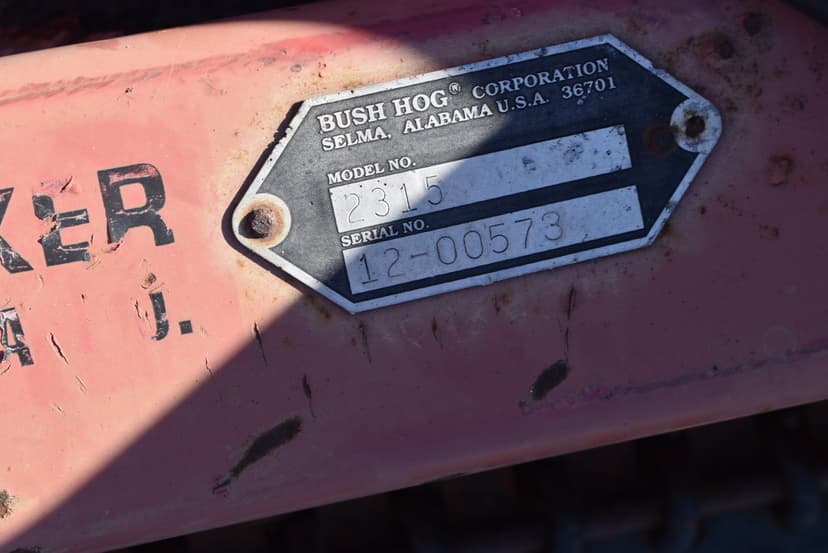 BUSH HOG® CORPORATION
SELMA, ALABAMA U.S.A. 36701
MODEL NO.
2315
SERIAL NO.
12-00573
KER
A J.